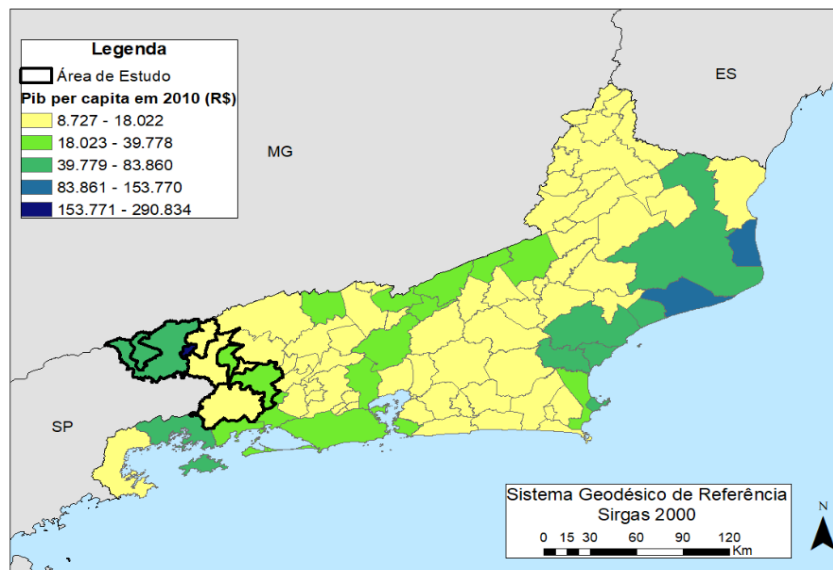 Legenda
Área de Estudo
Pib per capita em 2010 (R$)
8.727 - 18.022
18.023 - 39.778
39.779 - 83.860
83.861 - 153.770
153.771 - 290.834
ES
MG
SP
Sistema Geodésico de Referência
Sirgas 2000
0 15 30 60 90 120
Km
N